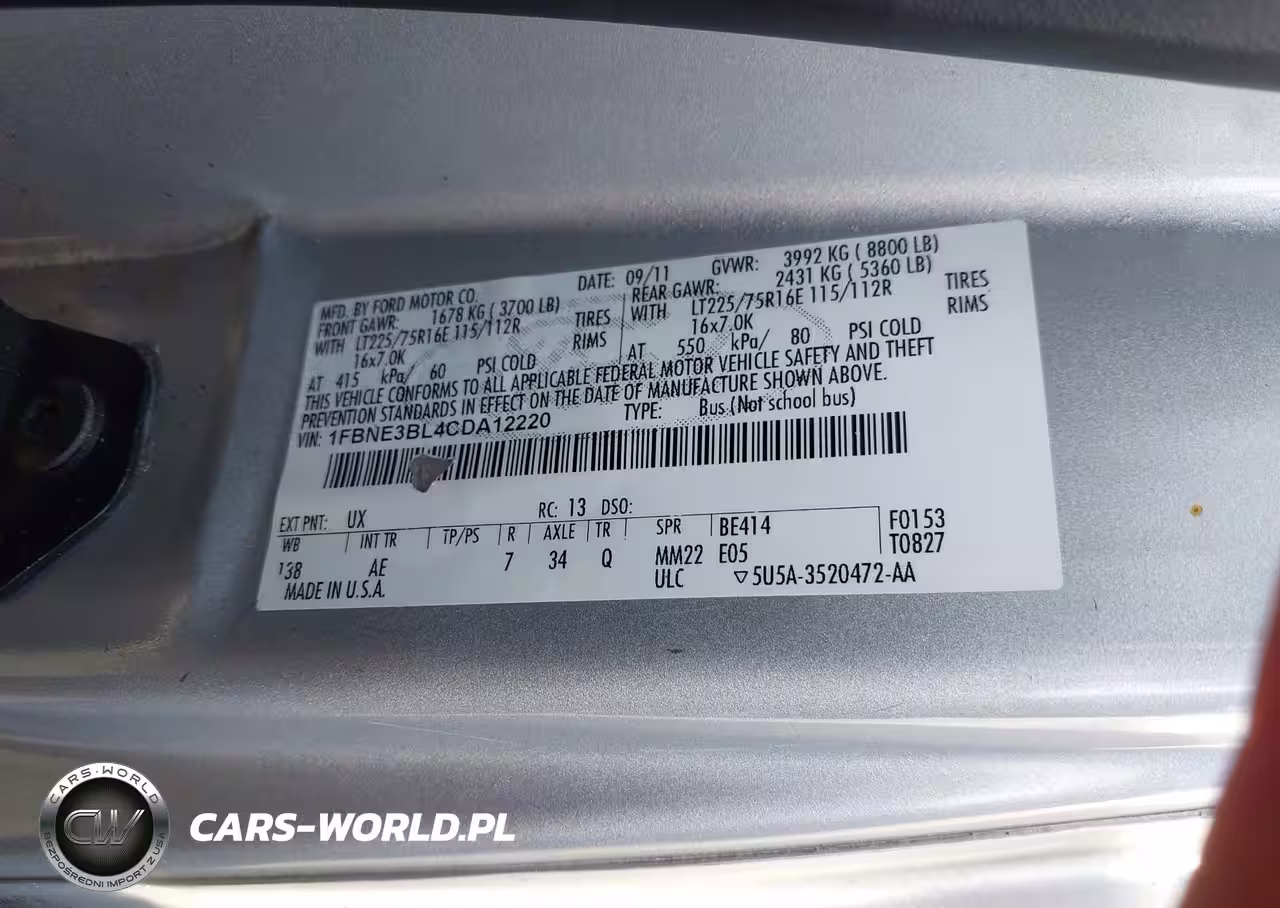 MFD. BY FORD MOTOR CO. DATE: 09/11 GVWR: 3992 KG ( 8800 LB)
FRONT GAWR: 1678 KG ( 3700 LB) REAR GAWR: 2431 KG ( 5360 LB)
WITH LT225/75R16E 115/112R TIRES WITH LT225/75R16E 115/112R TIRES
16x7.0K RIMS 16x7.0K RIMS
AT 415 kPa/ 60 PSI COLD AT 550 kPa/ 80 PSI COLD
THIS VEHICLE CONFORMS TO ALL APPLICABLE FEDERAL MOTOR VEHICLE SAFETY AND THEFT
PREVENTION STANDARDS IN EFFECT ON THE DATE OF MANUFACTURE SHOWN ABOVE.
VIN: 1FBNE3BL4CDA12220 TYPE: Bus (Not school bus)
EXT PNT: UX RC: 13 DSO:
WB INT TR TP/PS R AXLE TR SPR BE414 F0153
138 AE 7 34 Q MM22 E05 T0827
MADE IN U.S.A. ULC ▽5U5A-3520472-AA
CARS-WORLD
CW
BEZPOŚREDNI IMPORT Z USA
CARS-WORLD.PL